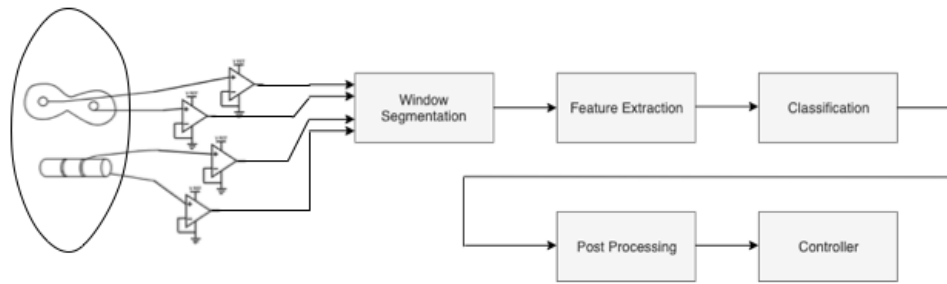 Window
Segmentation
Feature Extraction
Classification
Post Processing
Controller